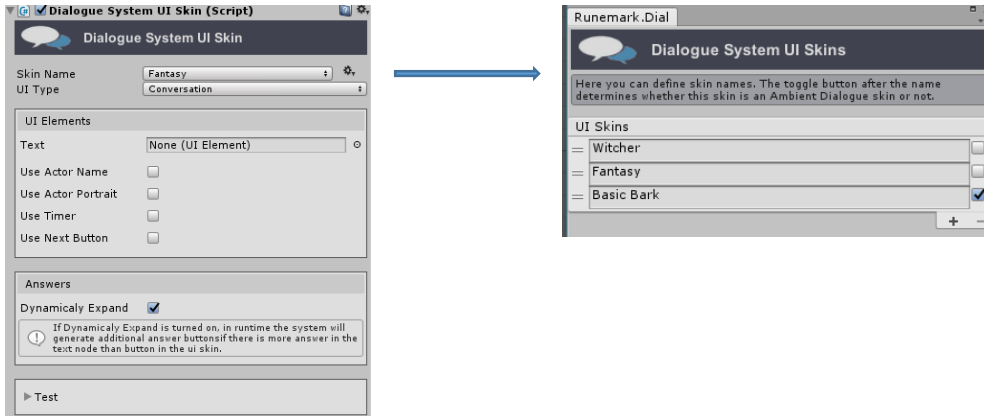 Dialogue System UI Skin (Script)
Dialogue System UI Skin
Skin Name Fantasy
UI Type Conversation
UI Elements
Text None (UI Element)
Use Actor Name
Use Actor Portrait
Use Timer
Use Next Button
Answers
Dynamicaly Expand
If Dynamicaly Expand is turned on, in runtime the system will
generate additional answer buttonsif there is more answer in the
text node than button in the ui skin.
Test
Runemark.Dial
Dialogue System UI Skins
Here you can define skin names. The toggle button after the name
determines whether this skin is an Ambient Dialogue skin or not.
UI Skins
Witcher
Fantasy
Basic Bark